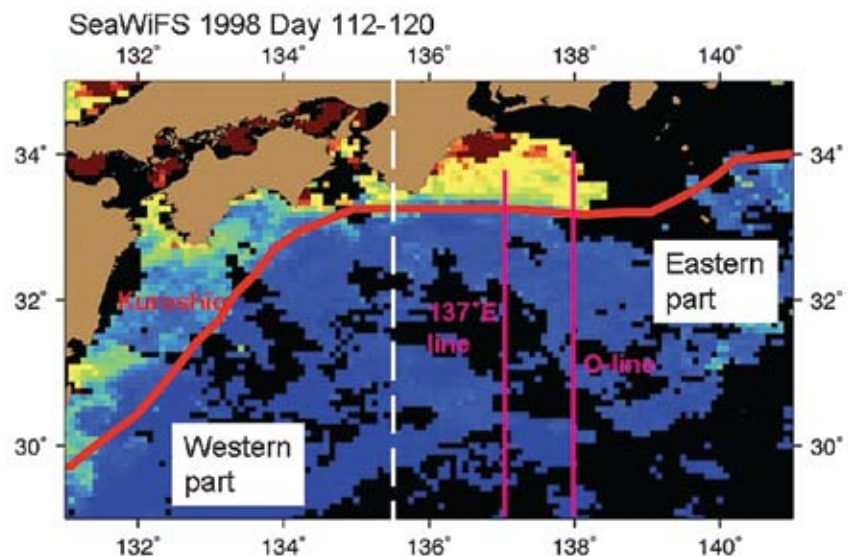 SeaWiFS 1998 Day 112-120
132° 134° 136° 138° 140°
34° 34°
Eastern
part
32° Kuroshio 137°E 32°
line
O-line
Western
part
30° 30°
132° 134° 136° 138° 140°